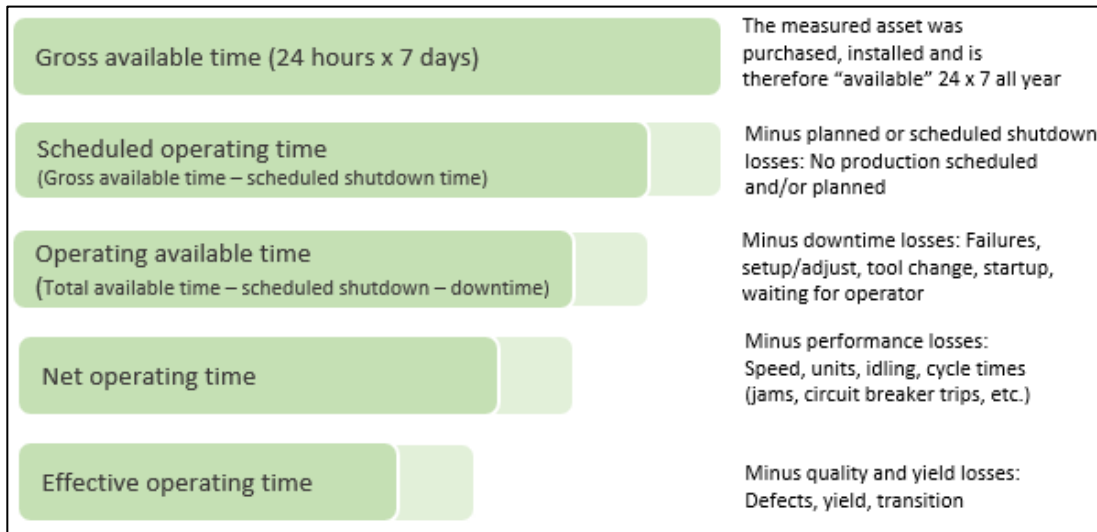 Gross available time (24 hours x 7 days)
The measured asset was
purchased, installed and is
therefore “available” 24 x 7 all year
Scheduled operating time
(Gross available time – scheduled shutdown time)
Minus planned or scheduled shutdown
losses: No production scheduled
and/or planned
Operating available time
(Total available time – scheduled shutdown – downtime)
Minus downtime losses: Failures,
setup/adjust, tool change, startup,
waiting for operator
Net operating time
Minus performance losses:
Speed, units, idling, cycle times
(jams, circuit breaker trips, etc.)
Effective operating time
Minus quality and yield losses:
Defects, yield, transition